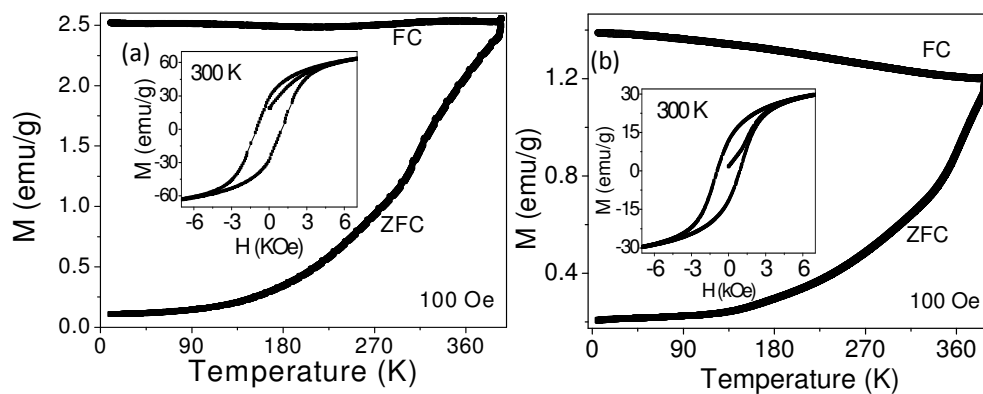 2.5
2.0
1.5
1.0
0.5
0.0
M (emu/g)
0
90
180
270
360
Temperature (K)
(a)
FC
ZFC
100 Oe
300 K
60
30
0
-30
-60
M (emu/g)
-6
-3
0
3
6
H (KOe)
1.2
0.8
0.4
M (emu/g)
0
90
180
270
360
Temperature (K)
(b)
FC
ZFC
100 Oe
300 K
30
15
0
-15
-30
M (emu/g)
-6
-3
0
3
6
H (kOe)